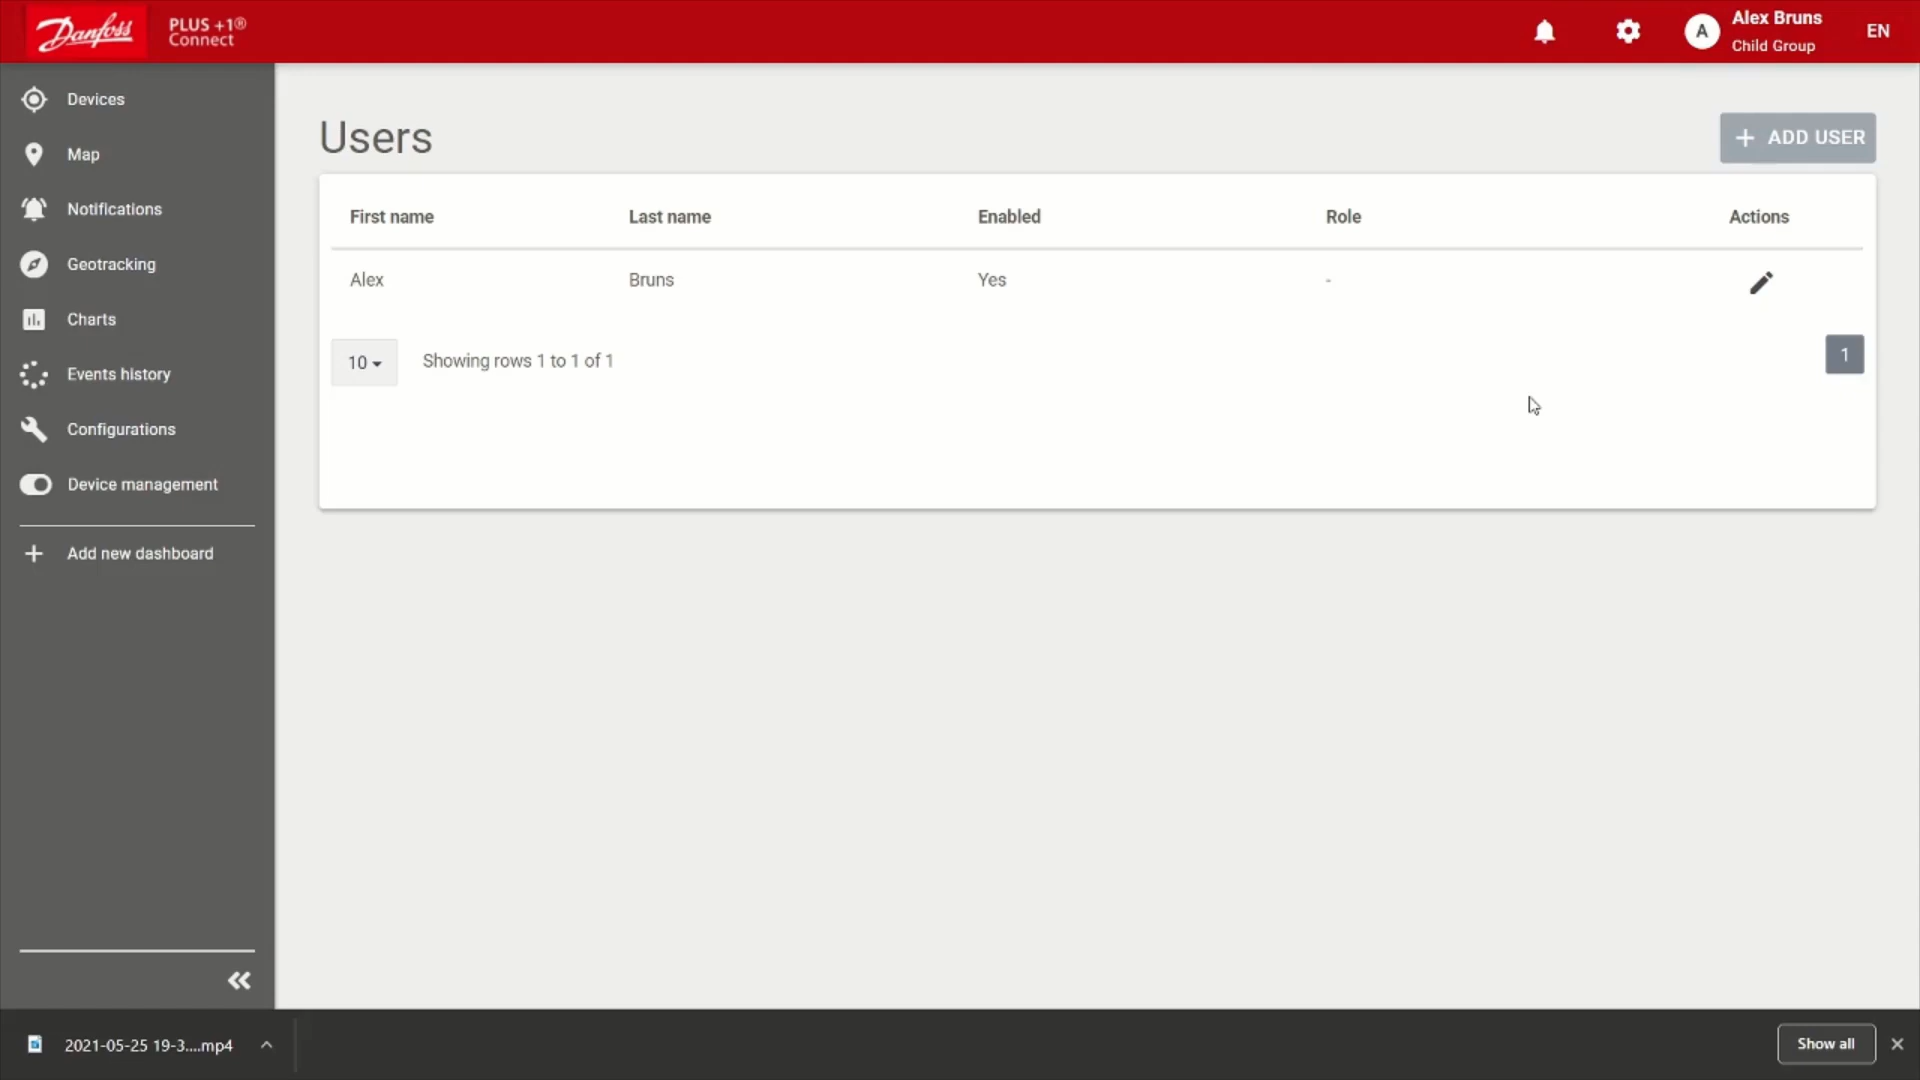 Danfoss
PLUS +1®
Connect
A
Alex Bruns
Child Group
EN
Devices
Map
Notifications
Geotracking
Charts
Events history
Configurations
Device management
Add new dashboard
Users
+ ADD USER
First name Last name Enabled Role Actions
Alex Bruns Yes -
10 Showing rows 1 to 1 of 1
1
2021-05-25 19-3....mp4
Show all